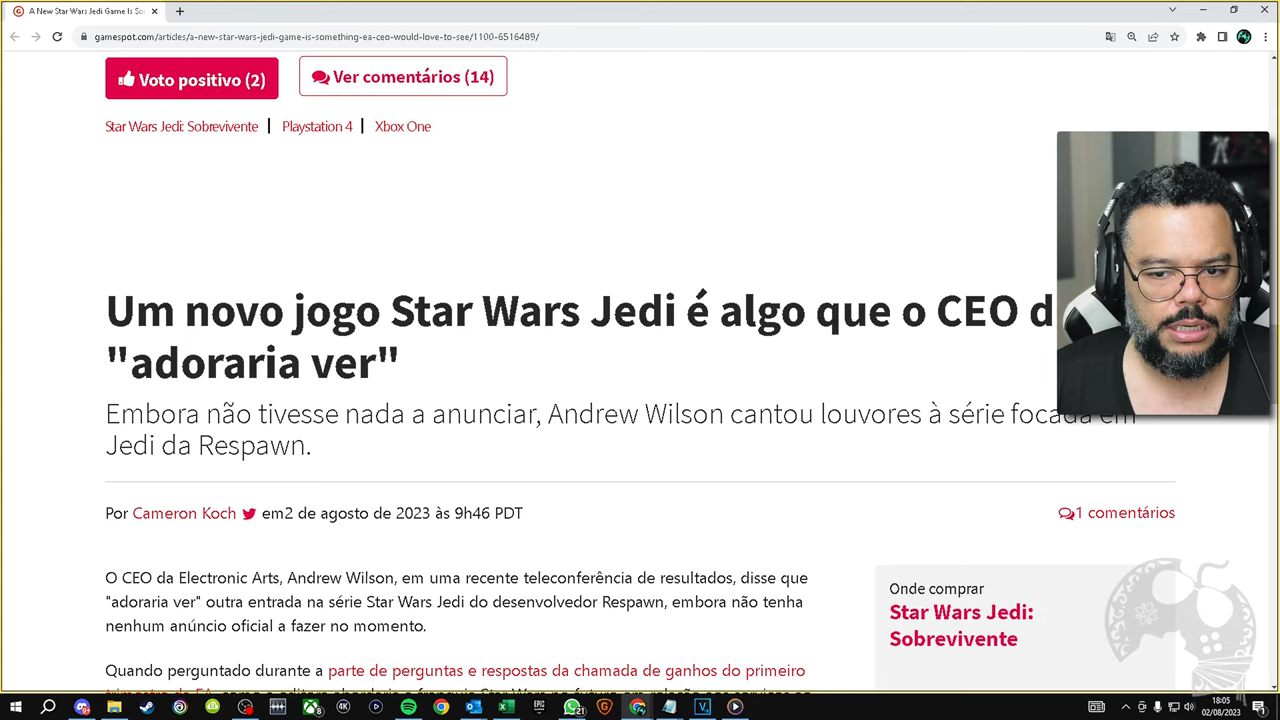 A New Star Wars Jedi Game Is So
gamespot.com/articles/a-new-star-wars-jedi-game-is-something-ea-ceo-would-love-to-see/1100-6516489/
Voto positivo (2)
Ver comentários (14)
Star Wars Jedi: Sobrevivente | Playstation 4 | Xbox One
Um novo jogo Star Wars Jedi é algo que o CEO d
"adoraria ver"
Embora não tivesse nada a anunciar, Andrew Wilson cantou louvores à série focada em
Jedi da Respawn.
Por Cameron Koch em2 de agosto de 2023 às 9h46 PDT
1 comentários
O CEO da Electronic Arts, Andrew Wilson, em uma recente teleconferência de resultados, disse que
"adoraria ver" outra entrada na série Star Wars Jedi do desenvolvedor Respawn, embora não tenha
nenhum anúncio oficial a fazer no momento.
Quando perguntado durante a parte de perguntas e respostas da chamada de ganhos do primeiro
Onde comprar
Star Wars Jedi:
Sobrevivente
18:05
02/08/2023